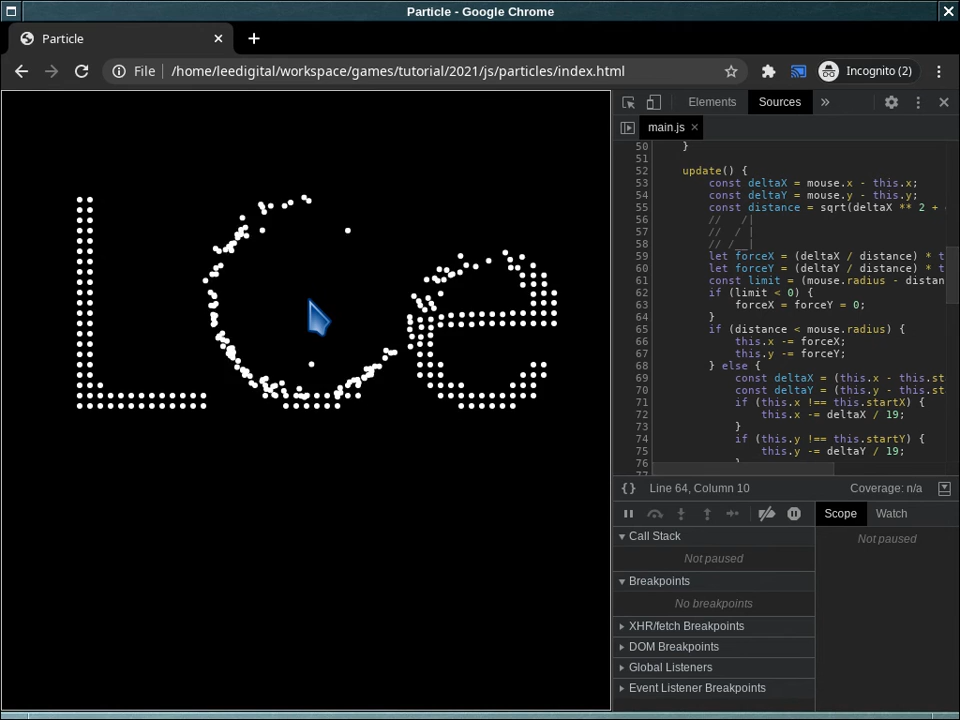 Particle - Google Chrome
Particle
File /home/leedigital/workspace/games/tutorial/2021/js/particles/index.html
Incognito (2)
Elements Sources
main.js
50 }
51
52 update() {
53 const deltaX = mouse.x - this.x;
54 const deltaY = mouse.y - this.y;
55 const distance = sqrt(deltaX ** 2 +
56 // /|
57 // / |
58 // /__|
59 let forceX = (deltaX / distance) * t
60 let forceY = (deltaY / distance) * t
61 const limit = (mouse.radius - distan
62 if (limit < 0) {
63 forceX = forceY = 0;
64 }
65 if (distance < mouse.radius) {
66 this.x -= forceX;
67 this.y -= forceY;
68 } else {
69 const deltaX = (this.x - this.st
70 const deltaY = (this.y - this.st
71 if (this.x !== this.startX) {
72 this.x -= deltaX / 19;
73 }
74 if (this.y !== this.startY) {
75 this.y -= deltaY / 19;
76 }
77
Lee
{} Line 64, Column 10 Coverage: n/a
Scope Watch
Call Stack
Not paused
Not paused
Breakpoints
No breakpoints
XHR/fetch Breakpoints
DOM Breakpoints
Global Listeners
Event Listener Breakpoints